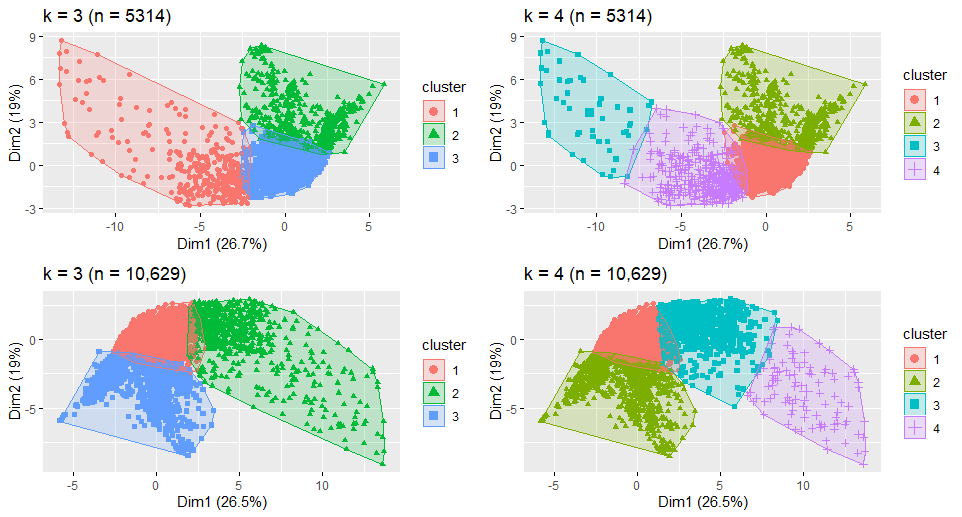 k = 3 (n = 5314)
k = 4 (n = 5314)
9
6
3
0
-3
Dim2 (19%)
-10
-5
0
5
Dim1 (26.7%)
cluster
1
2
3
9
6
3
0
-3
Dim2 (19%)
-10
-5
0
5
Dim1 (26.7%)
cluster
1
2
3
4
k = 3 (n = 10,629)
k = 4 (n = 10,629)
0
-5
Dim2 (19%)
-5
0
5
10
Dim1 (26.5%)
cluster
1
2
3
0
-5
Dim2 (19%)
-5
0
5
10
Dim1 (26.5%)
cluster
1
2
3
4